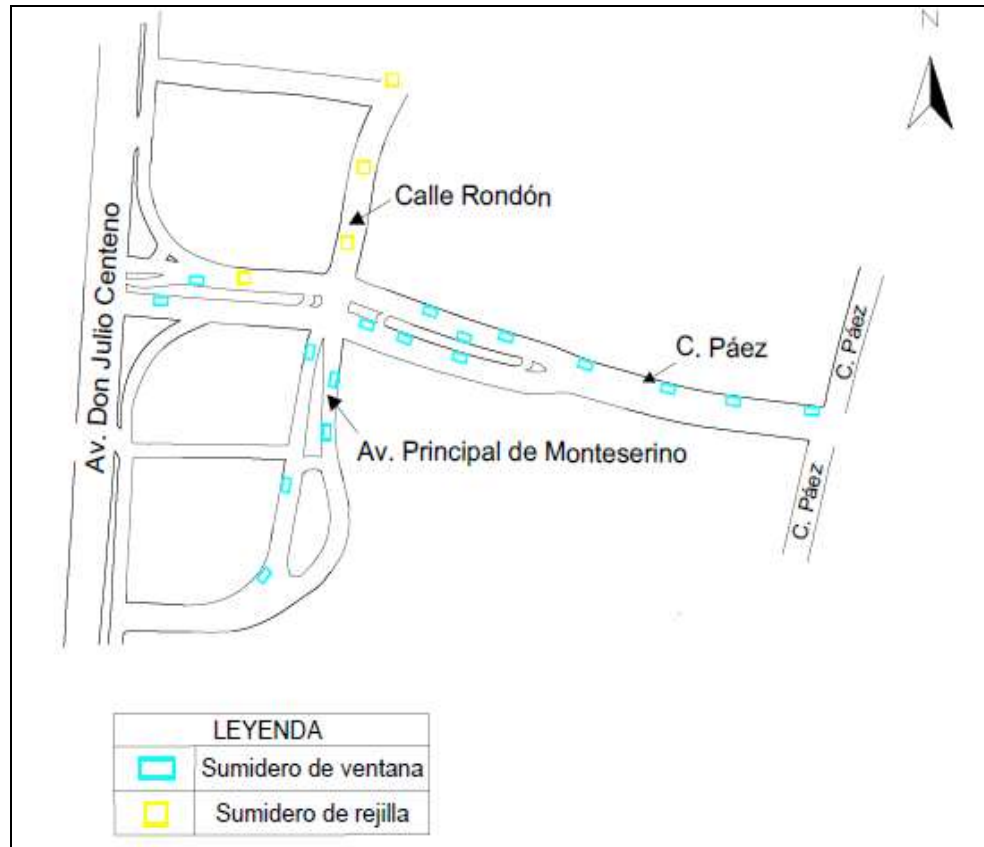 N
Calle Rondón
Av. Don Julio Centeno
C. Páez
C. Páez
Av. Principal de Monteserino
C. Páez
LEYENDA
Sumidero de ventana
Sumidero de rejilla